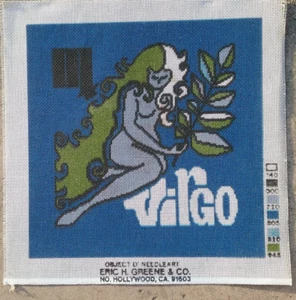 Virgo
OBJECT D' NEEDLEART
ERIC H. GREENE & CO.
NO. HOLLYWOOD, CA. 91603